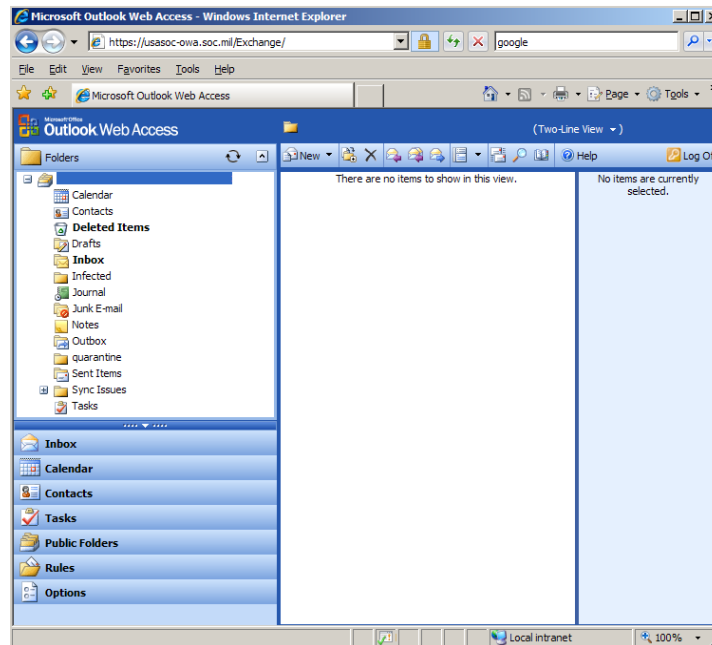 Microsoft Outlook Web Access - Windows Internet Explorer
https://usasoc-owa.soc.mil/Exchange/
google
File Edit View Favorites Tools Help
Microsoft Outlook Web Access
Page Tools
Microsoft Office
Outlook Web Access
(Two-Line View)
Folders
New
Help
Log Of
There are no items to show in this view.
No items are currently
selected.
Calendar
Contacts
Deleted Items
Drafts
Inbox
Infected
Journal
Junk E-mail
Notes
Outbox
quarantine
Sent Items
Sync Issues
Tasks
Inbox
Calendar
Contacts
Tasks
Public Folders
Rules
Options
Local intranet
100%